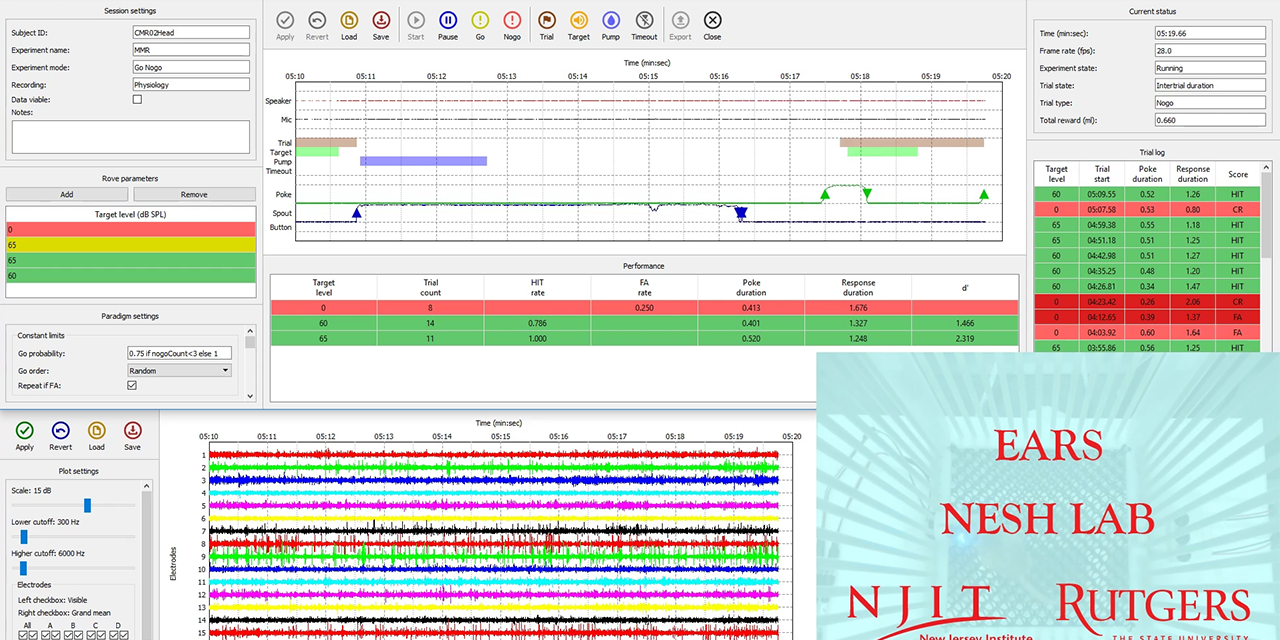 Session settings
Subject ID: CMR02Head
Experiment name: MMR
Experiment mode: Go Nogo
Recording: Physiology
Data viable:
Notes:
Rove parameters
Add Remove
Target level (dB SPL)
0
65
65
60
Paradigm settings
Constant limits
Go probability: 0.75 if nogoCount<3 else 1
Go order: Random
Repeat if FA:
Apply Revert Load Save Start Pause Go Nogo Trial Target Pump Timeout Export Close
Time (min:sec)
05:10 05:11 05:12 05:13 05:14 05:15 05:16 05:17 05:18 05:19 05:20
Speaker
Mic
Trial
Target
Pump
Timeout
Poke
Spout
Button
Performance
Target level Trial count HIT rate FA rate Poke duration Response duration d'
0 8 0.250 0.413 1.676
60 14 0.786 0.401 1.327 1.466
65 11 1.000 0.520 1.248 2.319
Current status
Time (min:sec): 05:19.66
Frame rate (fps): 28.0
Experiment state: Running
Trial state: Intertrial duration
Trial type: Nogo
Total reward (ml): 0.660
Trial log
Target level Trial start Poke duration Response duration Score
60 05:09.55 0.52 1.26 HIT
0 05:07.58 0.53 0.80 CR
65 04:59.38 0.55 1.18 HIT
65 04:51.18 0.51 1.25 HIT
60 04:42.98 0.51 1.27 HIT
60 04:35.25 0.48 1.20 HIT
60 04:26.81 0.34 1.47 HIT
0 04:23.42 0.26 2.06 CR
0 04:12.65 0.39 1.37 FA
0 04:03.92 0.60 1.64 FA
65 03:55.86 0.56 1.25 HIT
Apply Revert Load Save
Plot settings
Scale: 15 dB
Lower cutoff: 300 Hz
Higher cutoff: 6000 Hz
Electrodes
Left checkbox: Visible
Right checkbox: Grand mean
All A B C D
Time (min:sec)
05:10 05:11 05:12 05:13 05:14 05:15 05:16 05:17 05:18 05:19 05:20
Electrodes
1
2
3
4
5
6
7
8
9
10
11
12
13
14
15
EARS
NESH LAB
NJIT RUTGERS
New Jersey Institute
THE STATE UNIVERSITY